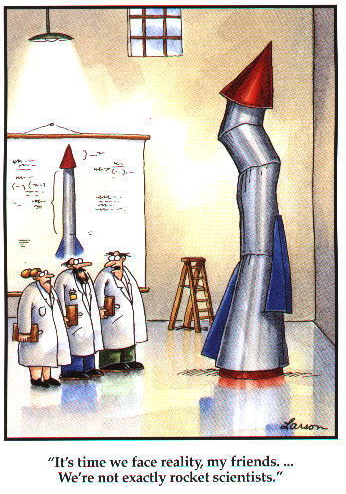 Larson
"It's time we face reality, my friends. ...
We're not exactly rocket scientists."